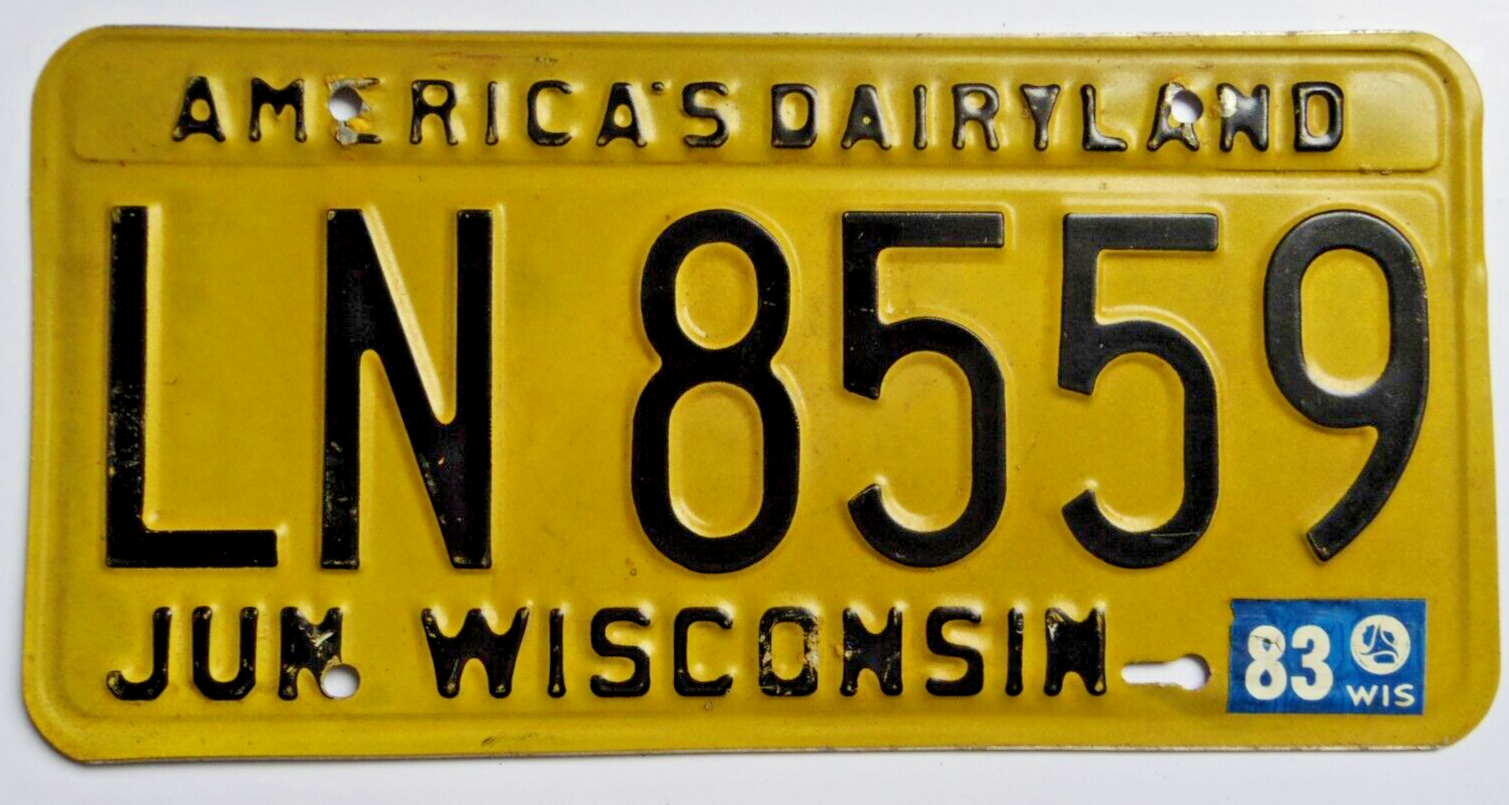 AMERICA'S DAIRYLAND
LN 8559
JUN WISCONSIN 83 WIS